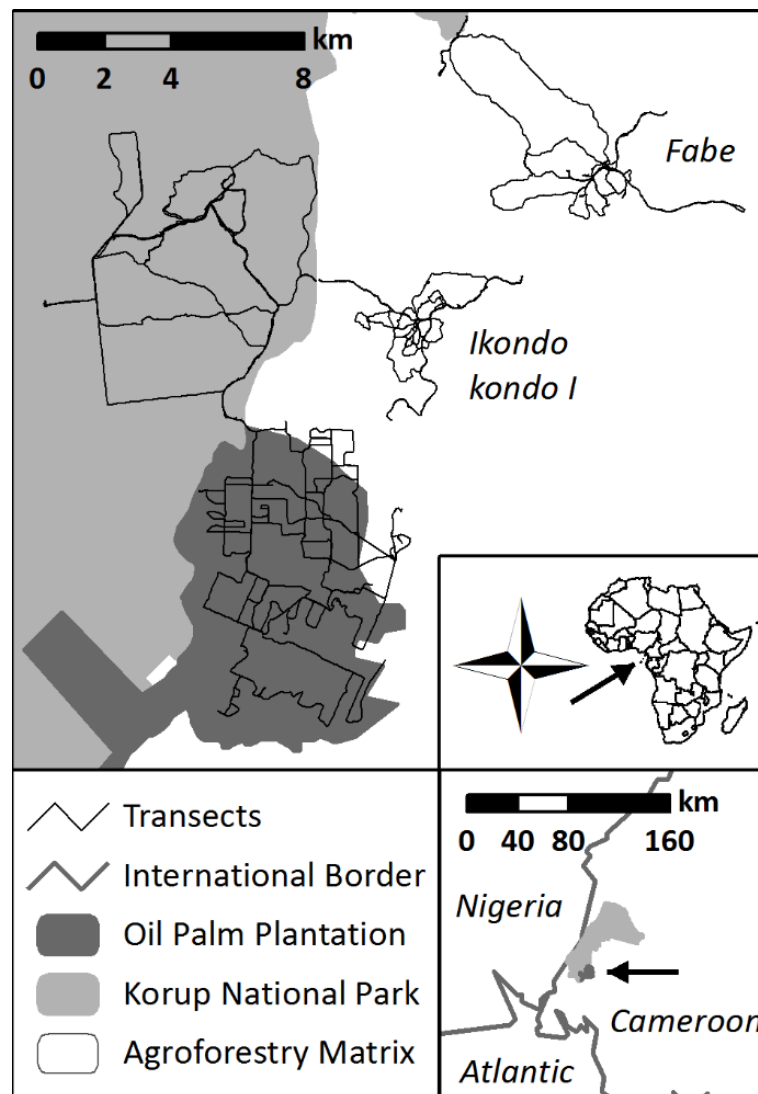 km
0 2 4 8
Fabe
Ikondo
kondo I
Transects
International Border
Oil Palm Plantation
Korup National Park
Agroforestry Matrix
km
0 40 80 160
Nigeria
Cameroon
Atlantic